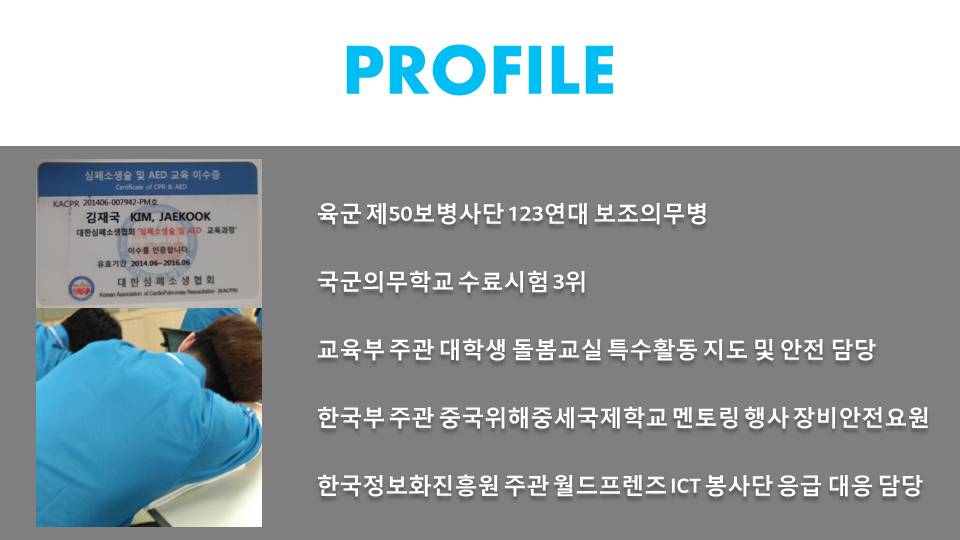 PROFILE
심폐소생술 및 AED 교육 이수증
Certificate of CPR & AED
KACPR 201406-007942-PM호
김재국 KIM, JAEKOOK
대한심폐소생협회 '심폐소생술 및 AED 교육과정'
이수를 인증합니다.
유효기간 2014.06~2016.06
대한심폐소생협회
Korean Association of CardioPulmonary Resuscitation (KACPR)
육군 제50보병사단 123연대 보조의무병
국군의무학교 수료시험 3위
교육부 주관 대학생 돌봄교실 특수활동 지도 및 안전 담당
한국부 주관 중국위해중세국제학교 멘토링 행사 장비안전요원
한국정보화진흥원 주관 월드프렌즈 ICT 봉사단 응급 대응 담당